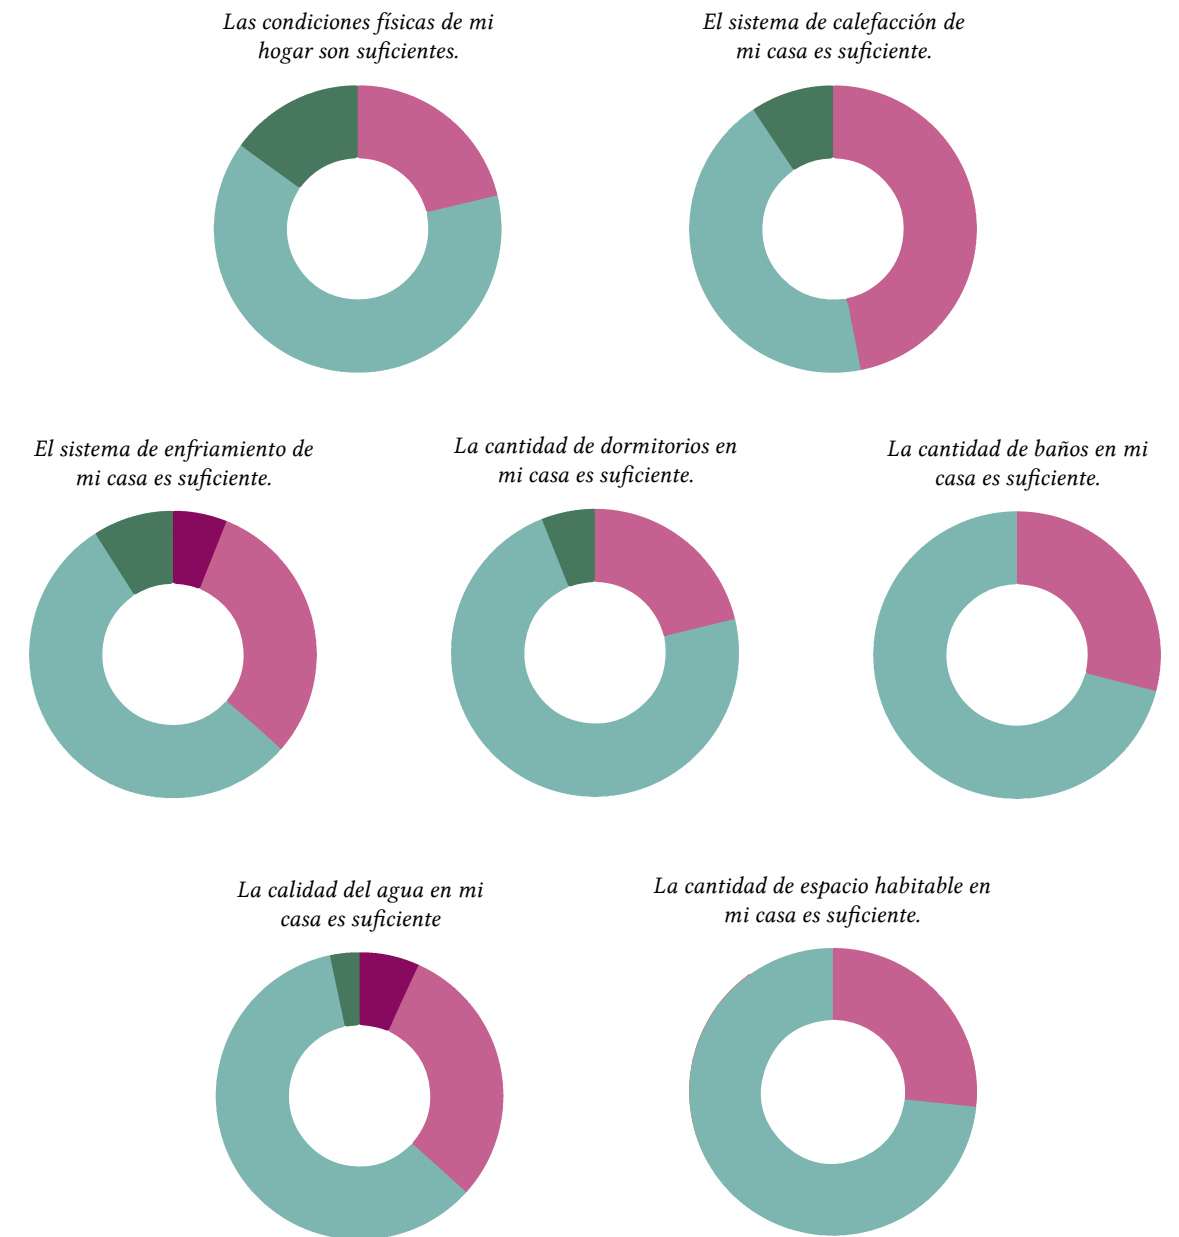 Las condiciones físicas de mi
hogar son suficientes.
El sistema de calefacción de
mi casa es suficiente.
El sistema de enfriamiento de
mi casa es suficiente.
La cantidad de dormitorios en
mi casa es suficiente.
La cantidad de baños en mi
casa es suficiente.
La calidad del agua en mi
casa es suficiente
La cantidad de espacio habitable en
mi casa es suficiente.